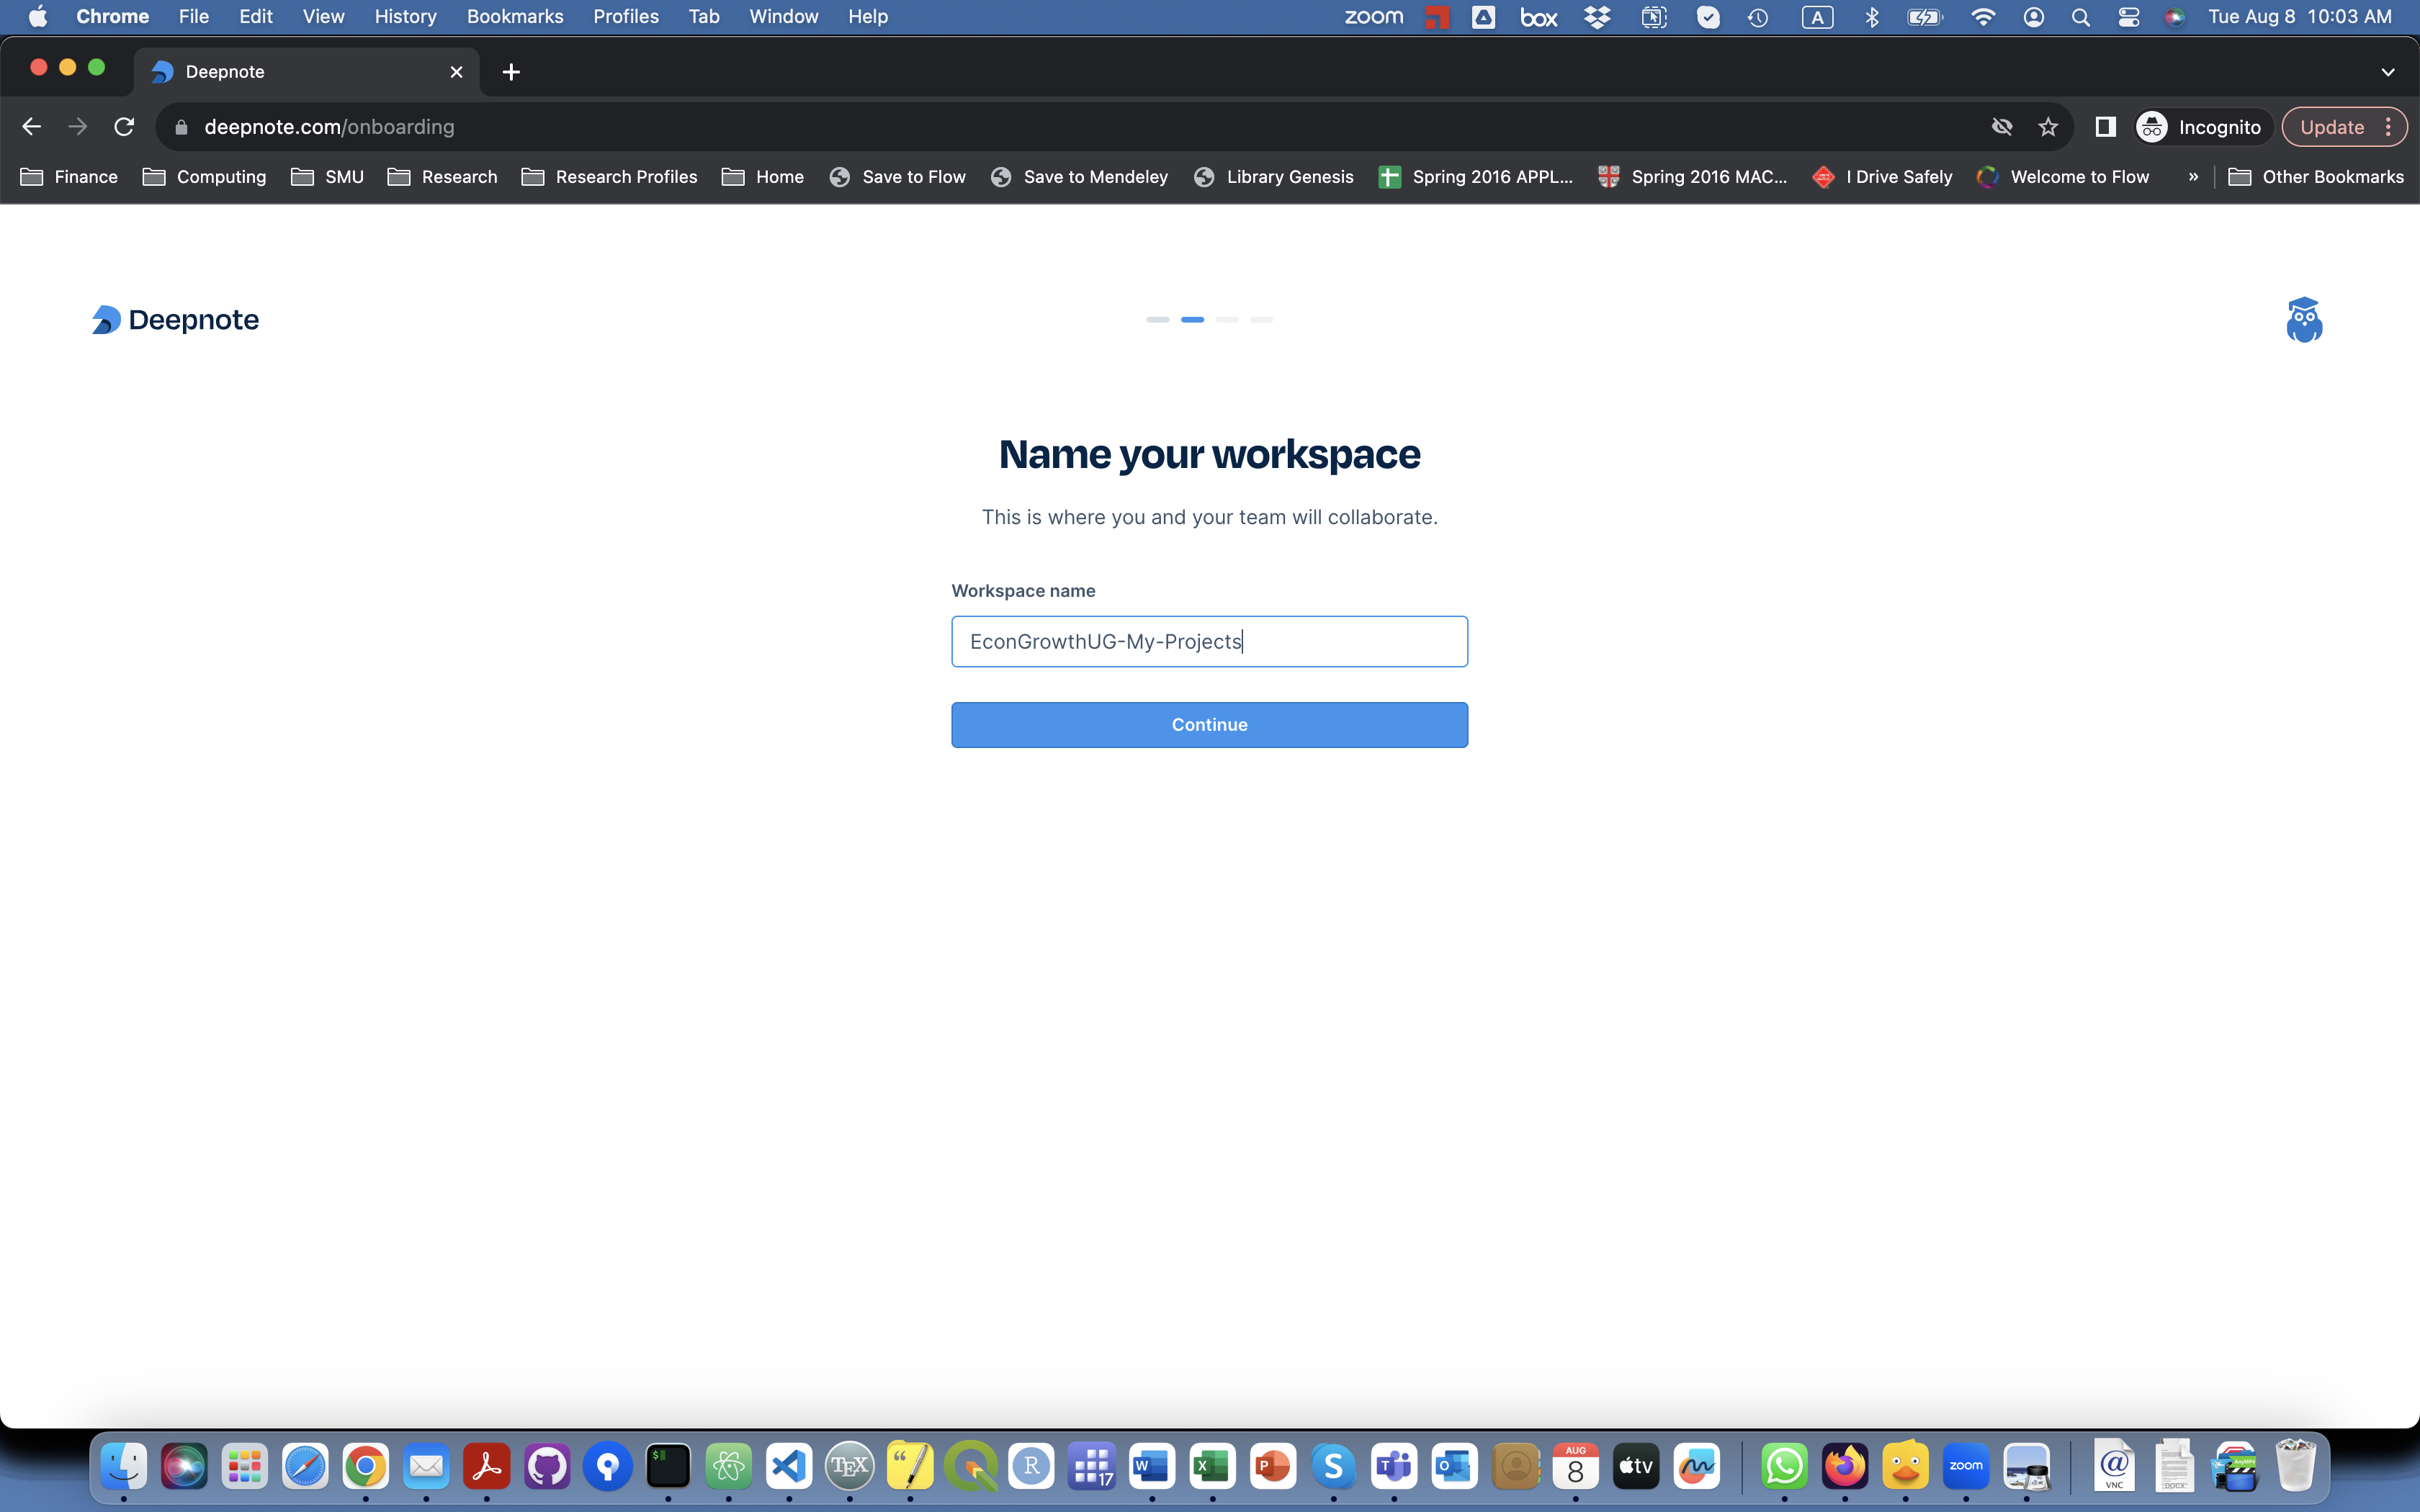 Chrome File Edit View History Bookmarks Profiles Tab Window Help zoom box A Tue Aug 8 10:03 AM
Deepnote
deepnote.com/onboarding Incognito Update
Finance Computing SMU Research Research Profiles Home Save to Flow Save to Mendeley Library Genesis Spring 2016 APPL... Spring 2016 MAC... I Drive Safely Welcome to Flow » Other Bookmarks
Deepnote
Name your workspace
This is where you and your team will collaborate.
Workspace name
EconGrowthUG-My-Projects
Continue
$ TEX R 17 W X P S T O AUG 8 tv zoom @ VNC DOCX